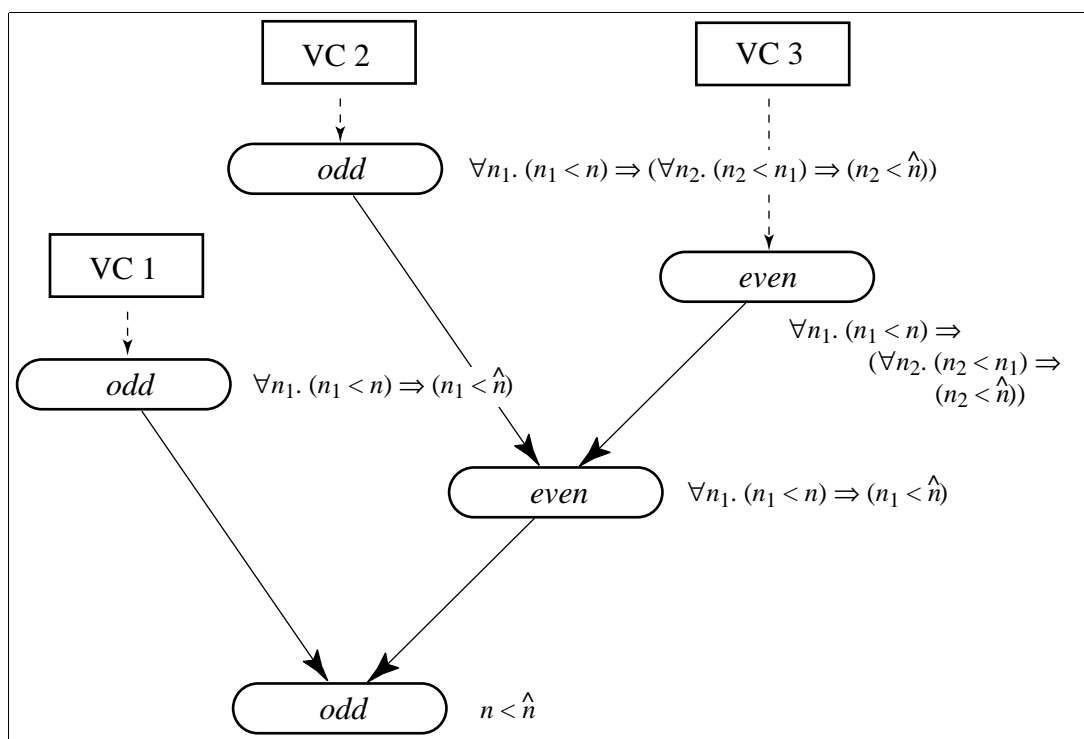 VC 2
VC 3
odd
∀n₁. (n₁ < n) ⇒ (∀n₂. (n₂ < n₁) ⇒ (n₂ < n̂))
VC 1
even
∀n₁. (n₁ < n) ⇒
(∀n₂. (n₂ < n₁) ⇒
(n₂ < n̂))
odd
∀n₁. (n₁ < n) ⇒ (n₁ < n̂)
even
∀n₁. (n₁ < n) ⇒ (n₁ < n̂)
odd
n < n̂